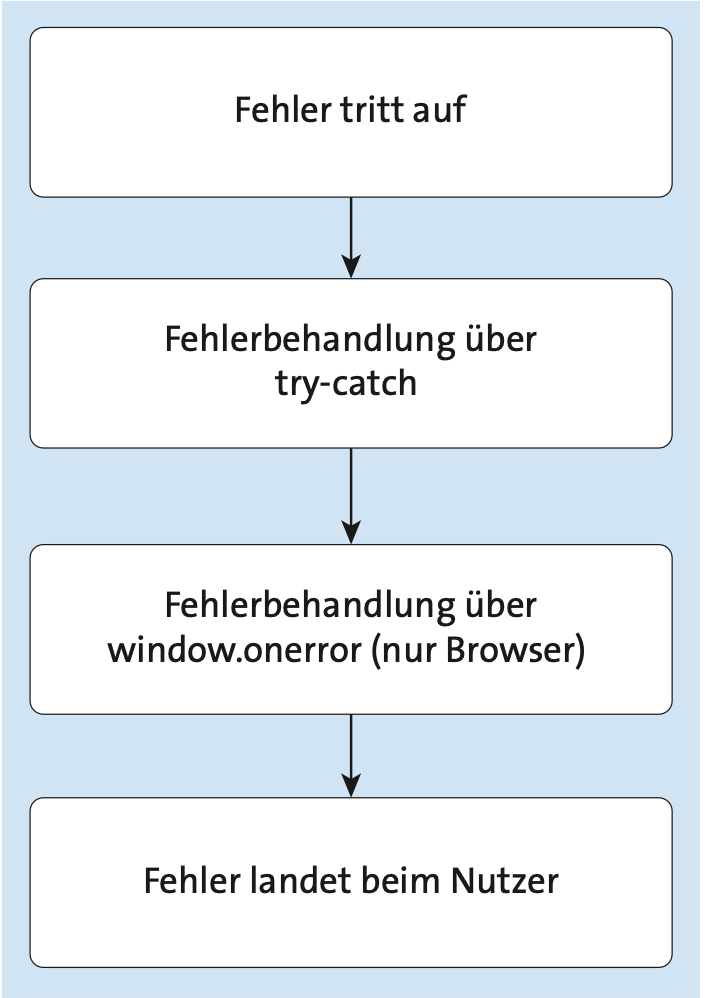 Fehler tritt auf
Fehlerbehandlung über
try-catch
Fehlerbehandlung über
window.onerror (nur Browser)
Fehler landet beim Nutzer